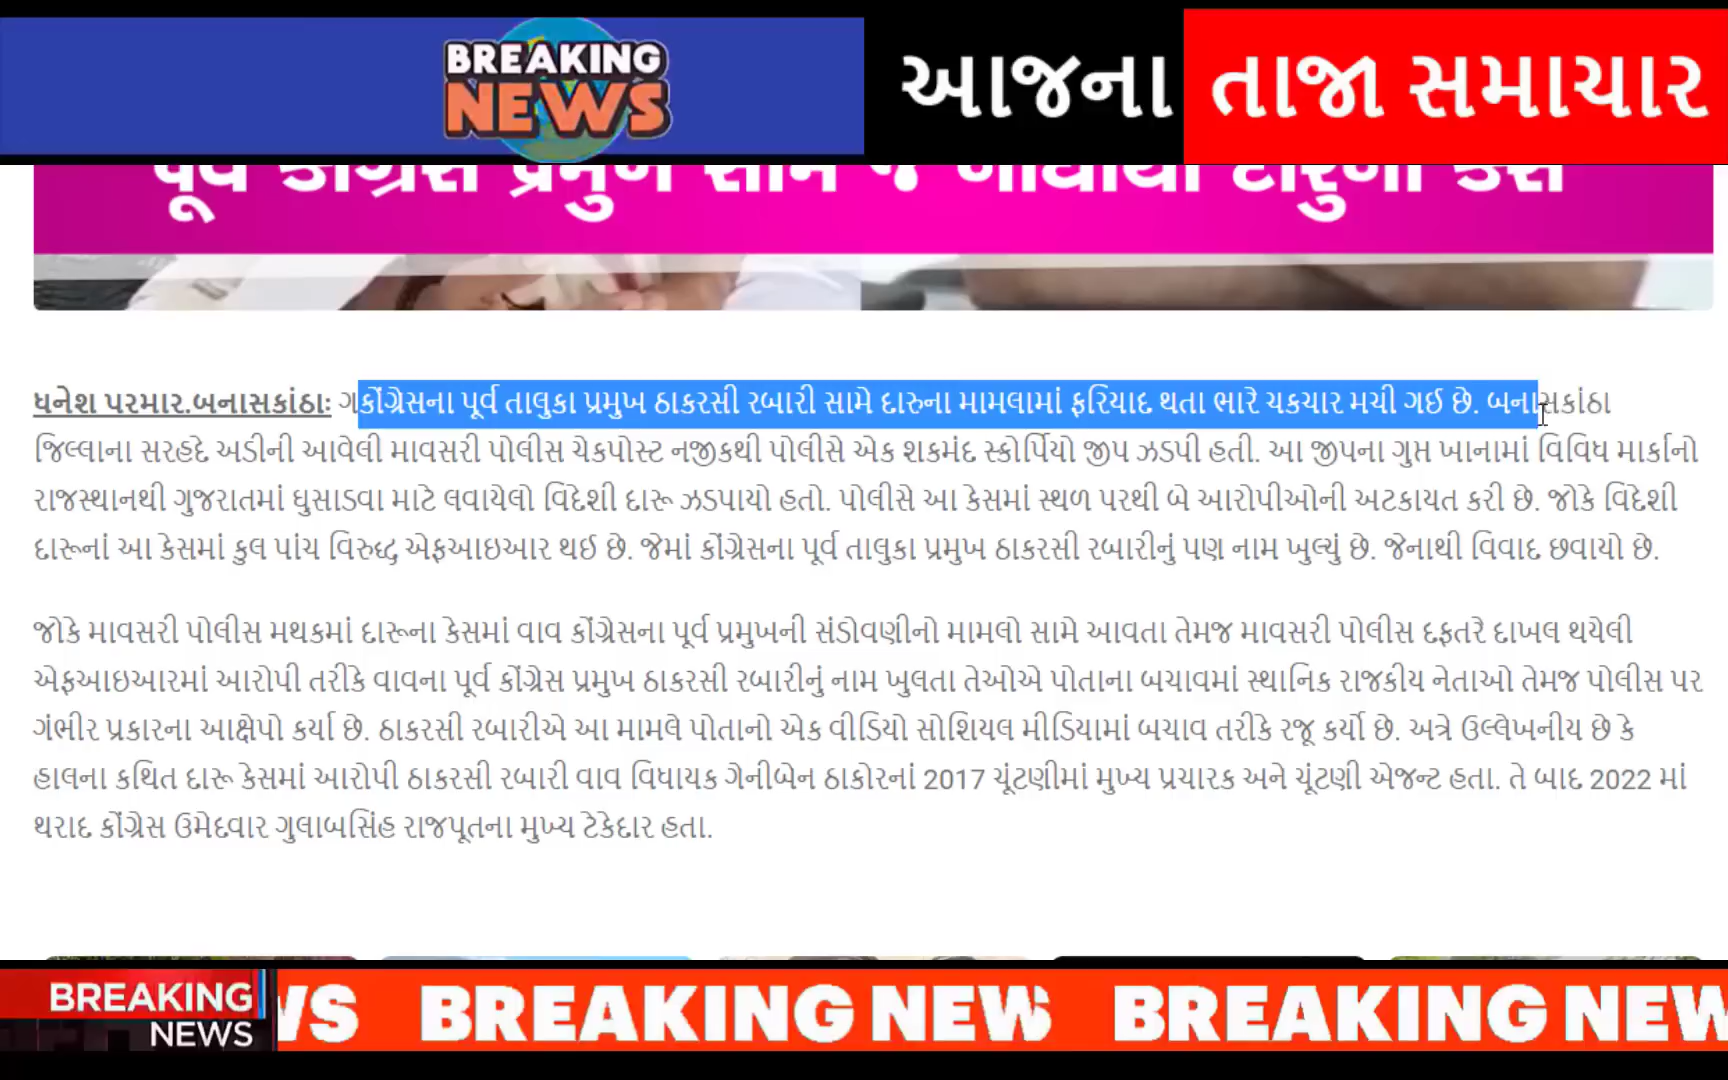 BREAKING
NEWS
આજના તાજા સમાચાર
પૂર્વ કોંગ્રેસ પ્રમુખ સામે જ નોંધાયો દારૂનો કેસ
ધનેશ પરમાર.બનાસકાંઠાઃ ગકોંગ્રેસના પૂર્વ તાલુકા પ્રમુખ ઠાકરસી રબારી સામે દારુના મામલામાં ફરિયાદ થતા ભારે ચકચાર મચી ગઈ છે. બનાસકાંઠા
જિલ્લાના સરહદે અડીની આવેલી માવસરી પોલીસ ચેકપોસ્ટ નજીકથી પોલીસે એક શકમંદ સ્કોર્પિયો જીપ ઝડપી હતી. આ જીપના ગુપ્ત ખાનામાં વિવિધ માર્કાનો
રાજસ્થાનથી ગુજરાતમાં ઘુસાડવા માટે લવાયેલો વિદેશી દારૂ ઝડપાયો હતો. પોલીસે આ કેસમાં સ્થળ પરથી બે આરોપીઓની અટકાયત કરી છે. જોકે વિદેશી
દારૂનાં આ કેસમાં કુલ પાંચ વિરુદ્ધ એફઆઇઆર થઈ છે. જેમાં કોંગ્રેસના પૂર્વ તાલુકા પ્રમુખ ઠાકરસી રબારીનું પણ નામ ખુલ્યું છે. જેનાથી વિવાદ છવાયો છે.
જોકે માવસરી પોલીસ મથકમાં દારૂના કેસમાં વાવ કોંગ્રેસના પૂર્વ પ્રમુખની સંડોવણીનો મામલો સામે આવતા તેમજ માવસરી પોલીસ દફતરે દાખલ થયેલી
એફઆઇઆરમાં આરોપી તરીકે વાવના પૂર્વ કોંગ્રેસ પ્રમુખ ઠાકરસી રબારીનું નામ ખુલતા તેઓએ પોતાના બચાવમાં સ્થાનિક રાજકીય નેતાઓ તેમજ પોલીસ પર
ગંભીર પ્રકારના આક્ષેપો કર્યા છે. ઠાકરસી રબારીએ આ મામલે પોતાનો એક વીડિયો સોશિયલ મીડિયામાં બચાવ તરીકે રજૂ કર્યો છે. અત્રે ઉલ્લેખનીય છે કે
હાલના કથિત દારૂ કેસમાં આરોપી ઠાકરસી રબારી વાવ વિધાયક ગેનીબેન ઠાકોરનાં 2017 ચૂંટણીમાં મુખ્ય પ્રચારક અને ચૂંટણી એજન્ટ હતા. તે બાદ 2022 માં
થરાદ કોંગ્રેસ ઉમેદવાર ગુલાબસિંહ રાજપૂતના મુખ્ય ટેકેદાર હતા.
BREAKING
NEWS
WS BREAKING NEWS BREAKING NEW